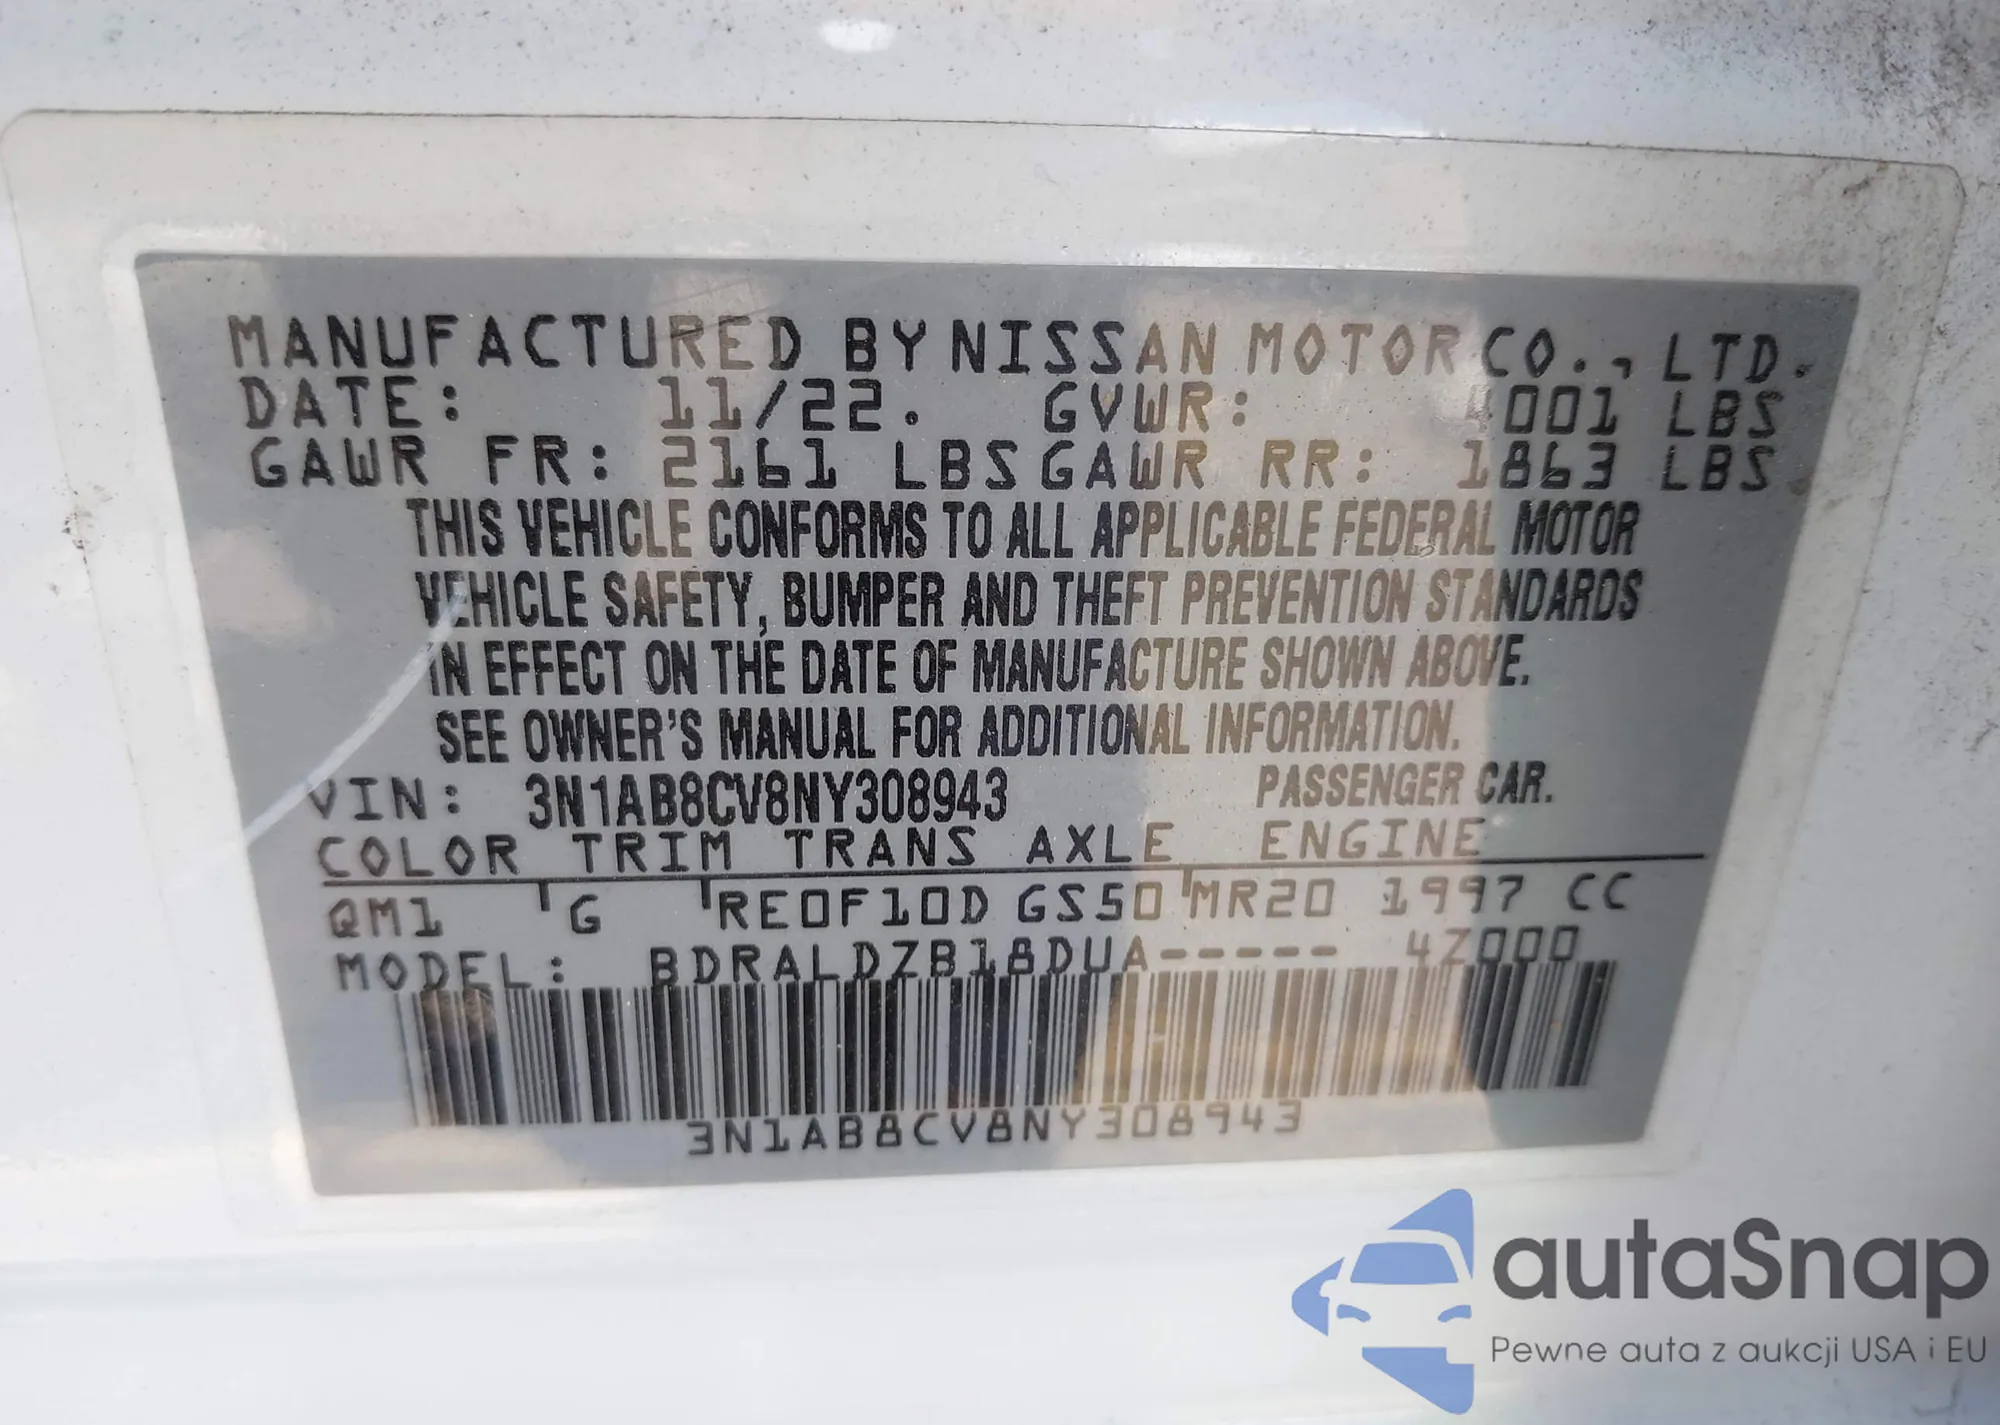 MANUFACTURED BY NISSAN MOTOR CO., LTD.
DATE: 11/22. GVWR: 4001 LBS
GAWR FR: 2161 LBS GAWR RR: 1863 LBS
THIS VEHICLE CONFORMS TO ALL APPLICABLE FEDERAL MOTOR
VEHICLE SAFETY, BUMPER AND THEFT PREVENTION STANDARDS
IN EFFECT ON THE DATE OF MANUFACTURE SHOWN ABOVE.
SEE OWNER'S MANUAL FOR ADDITIONAL INFORMATION.
VIN: 3N1AB8CV8NY308943 PASSENGER CAR.
COLOR TRIM TRANS AXLE ENGINE
QM1 G RE0F10D GS50 MR20 1997 CC
MODEL: BDRALDZB18DUA----- 4Z000
3N1AB8CV8NY308943
autaSnap
Pewne auta z aukcji USA i EU